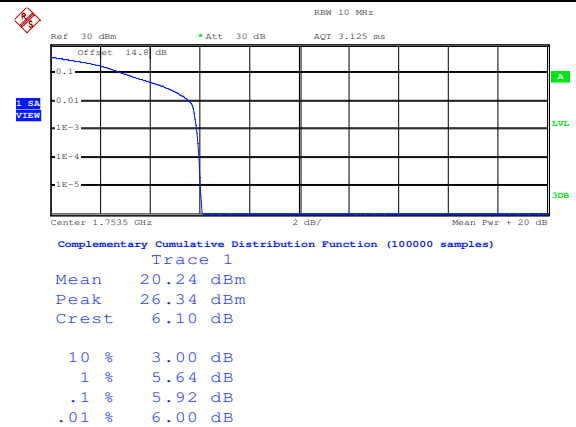 R S
RBW 10 MHz
Ref 30 dBm *Att 30 dB AQT 3.125 ms
Offset 14.8 dB
0.1
0.01
1E-3
1E-4
1E-5
1 SA
VIEW
A
LVL
3DB
Center 1.7535 GHz 2 dB/ Mean Pwr + 20 dB
Complementary Cumulative Distribution Function (100000 samples)
Trace 1
Mean 20.24 dBm
Peak 26.34 dBm
Crest 6.10 dB
10 % 3.00 dB
1 % 5.64 dB
.1 % 5.92 dB
.01 % 6.00 dB